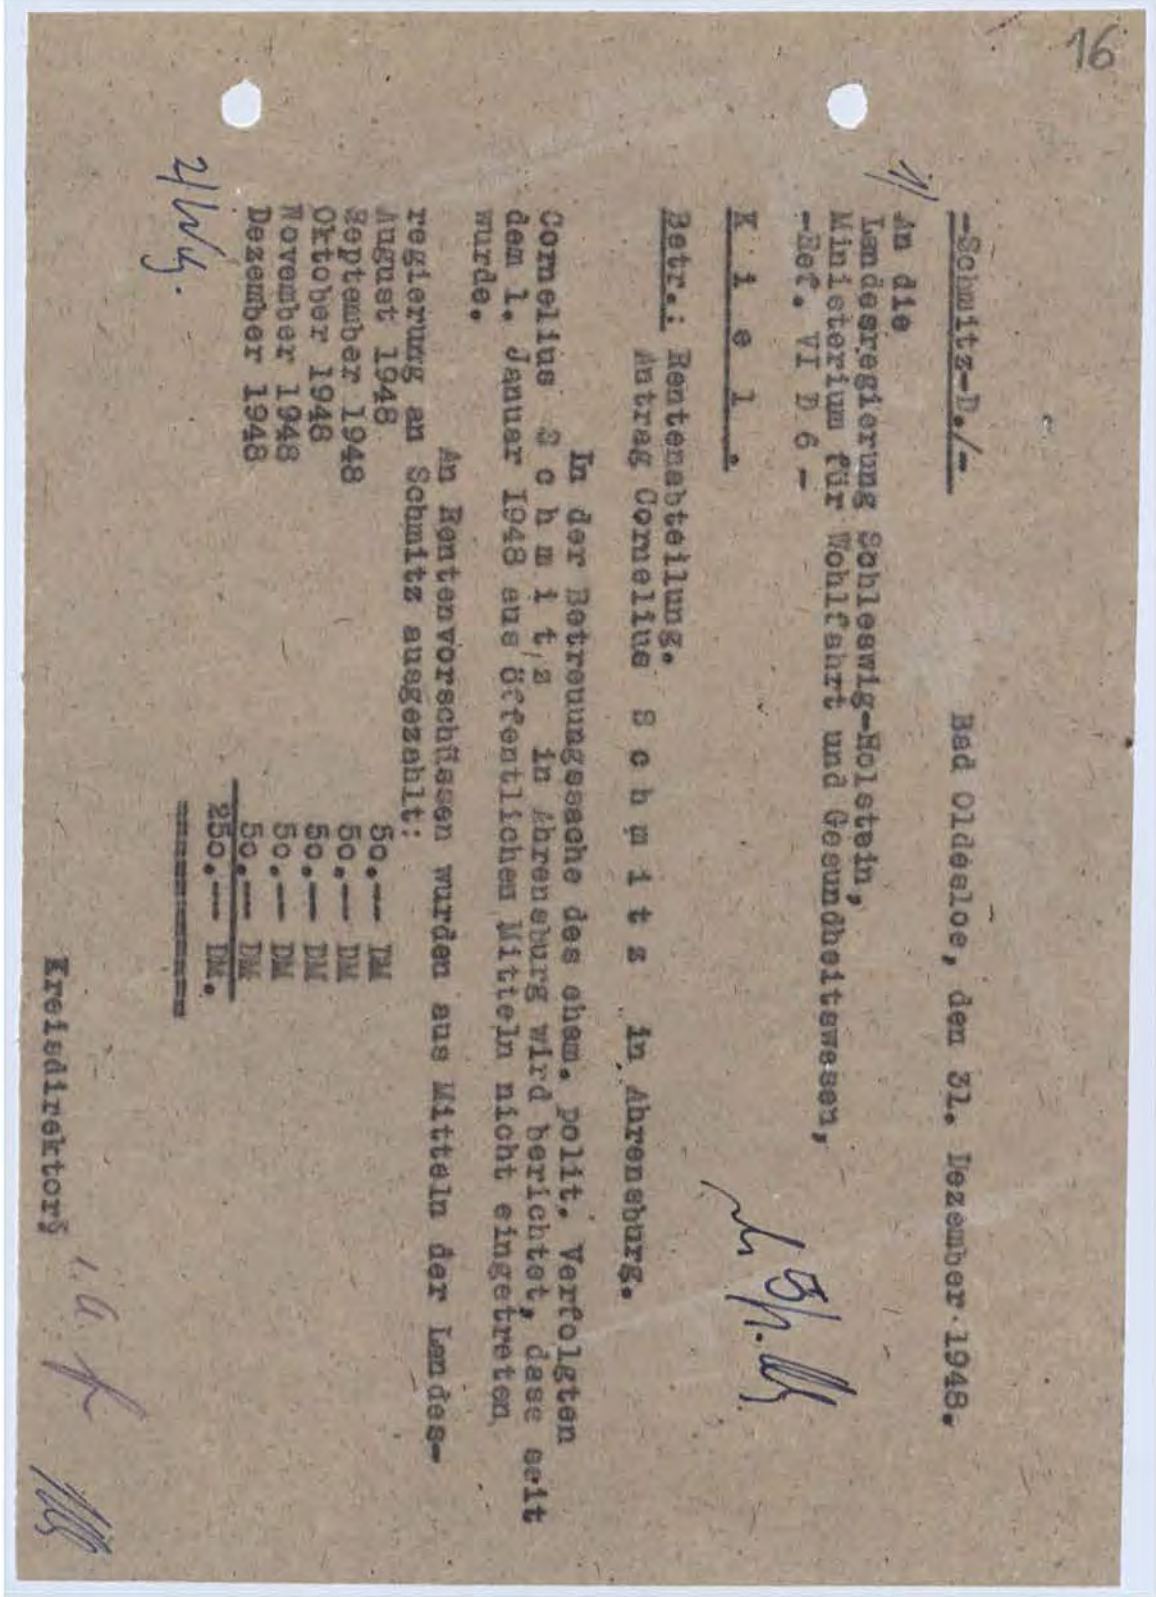 16
-Schmitz-D./-
Bad Oldesloe, den 31. Dezember 1948.
1/
An die
Landesregierung Schleswig-Holstein,
Ministerium für Wohlfahrt und Gesundheitswesen,
-Ref. VI D 6 -
K i e l .
Betr.: Rentenabteilung.
Antrag Cornelius S c h m i t z in Ahrensburg.
In der Betreuungssache des ehem. polit. Verfolgten
Cornelius S c h m i t z in Ahrensburg wird berichtet, dass seit
dem 1. Januar 1948 aus öffentlichen Mitteln nicht eingetreten
wurde.
An Rentenvorschüssen wurden aus Mitteln der Landes-
regierung an Schmitz ausgezahlt:
August 1948 50.-- DM
September 1948 50.-- DM
Oktober 1948 50.-- DM
November 1948 50.-- DM
Dezember 1948 50.-- DM
250.-- DM.
==========
2/ Wv.
Kreisdirektor
i. A.